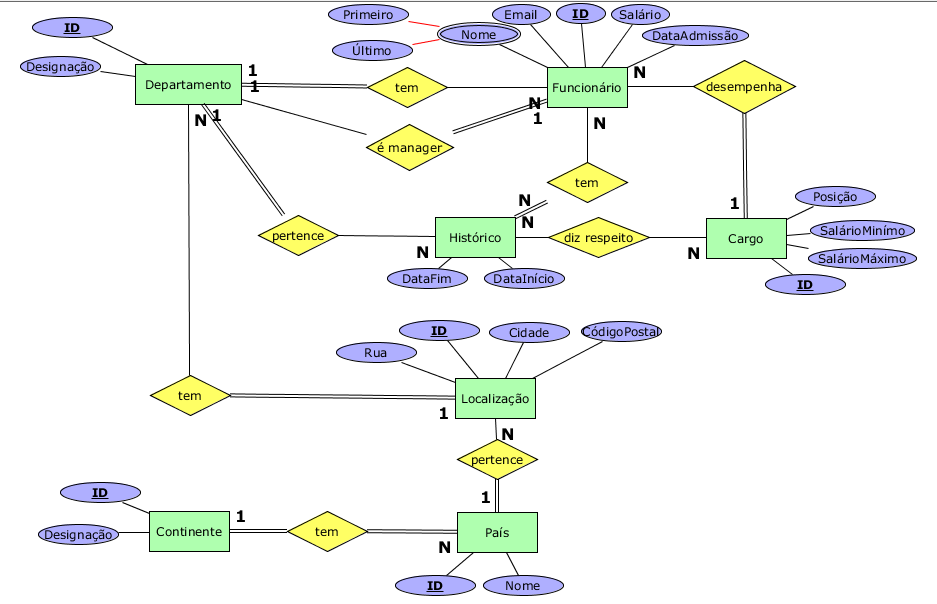 Primeiro
Email
ID
Salário
ID
Nome
DataAdmissão
Último
Designação
1
N
Departamento
1
tem
Funcionário
desempenha
N
N
1
1
N
é manager
tem
Posição
N
1
N
SalárioMinímo
pertence
Histórico
diz respeito
Cargo
N
N
SalárioMáximo
DataFim
DataInício
ID
ID
Cidade
CódigoPostal
Rua
tem
Localização
1
N
pertence
ID
1
1
Designação
Continente
tem
País
N
ID
Nome